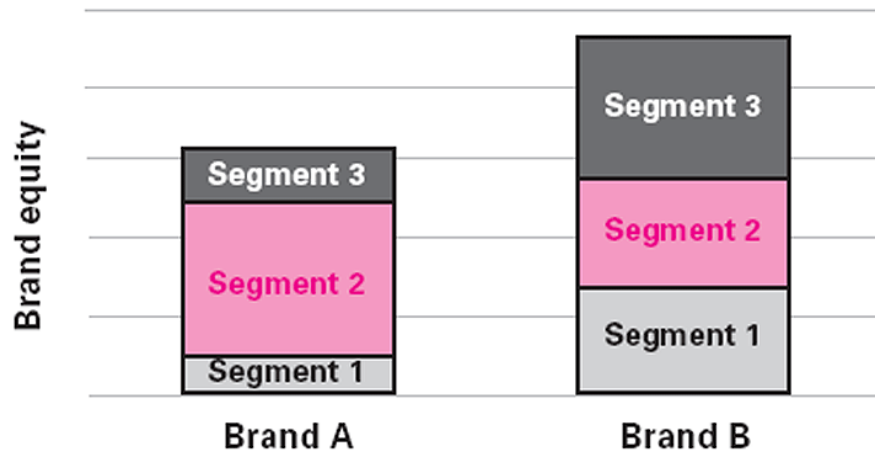 Brand equity
Segment 3
Segment 2
Segment 1
Brand A
Segment 3
Segment 2
Segment 1
Brand B